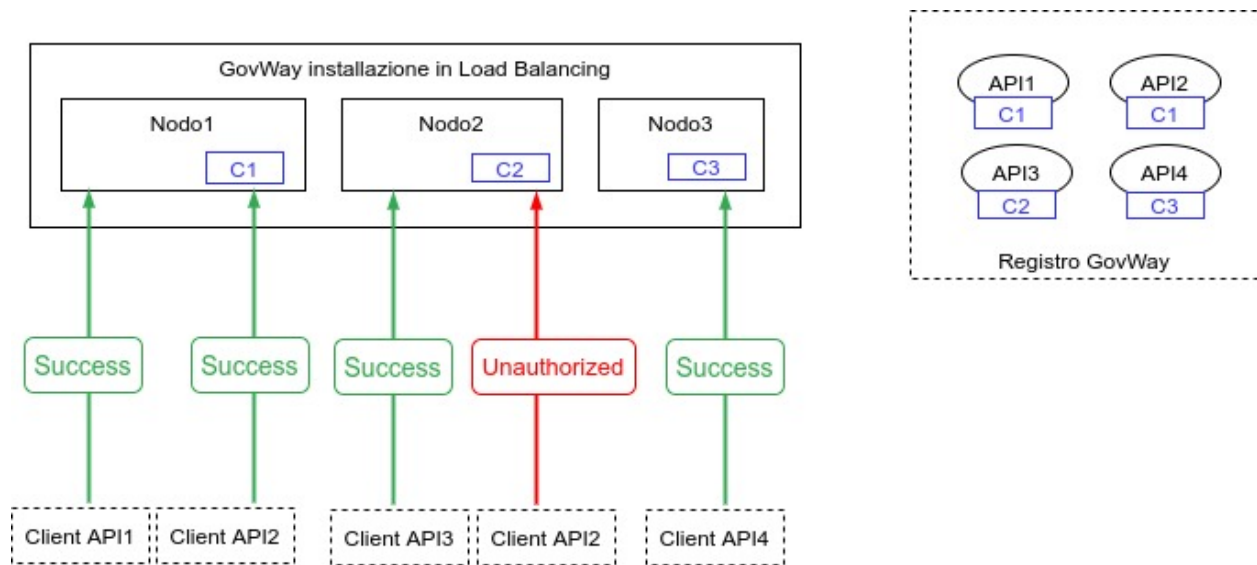 GovWay installazione in Load Balancing
Nodo1
C1
Nodo2
C2
Nodo3
C3
API1
C1
API2
C1
API3
C2
API4
C3
Registro GovWay
Success
Success
Success
Unauthorized
Success
Client API1
Client API2
Client API3
Client API2
Client API4